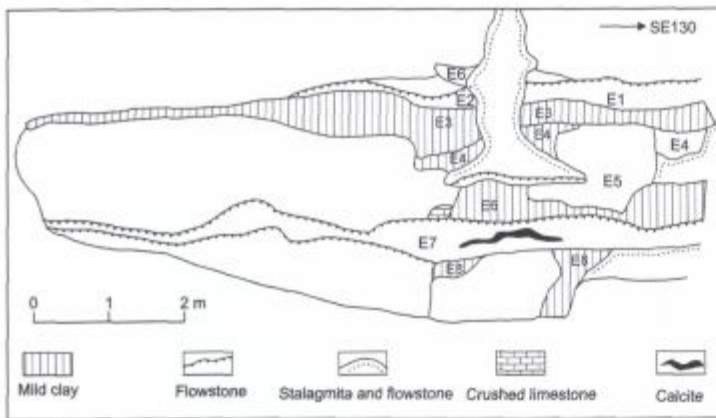 SE130
E6
E2
E1
E3
E3
E4
E4
E4
E5
E6
E7
E8
E8
0 1 2 m
Mild clay
Flowstone
Stalagmita and flowstone
Crushed limestone
Calcite